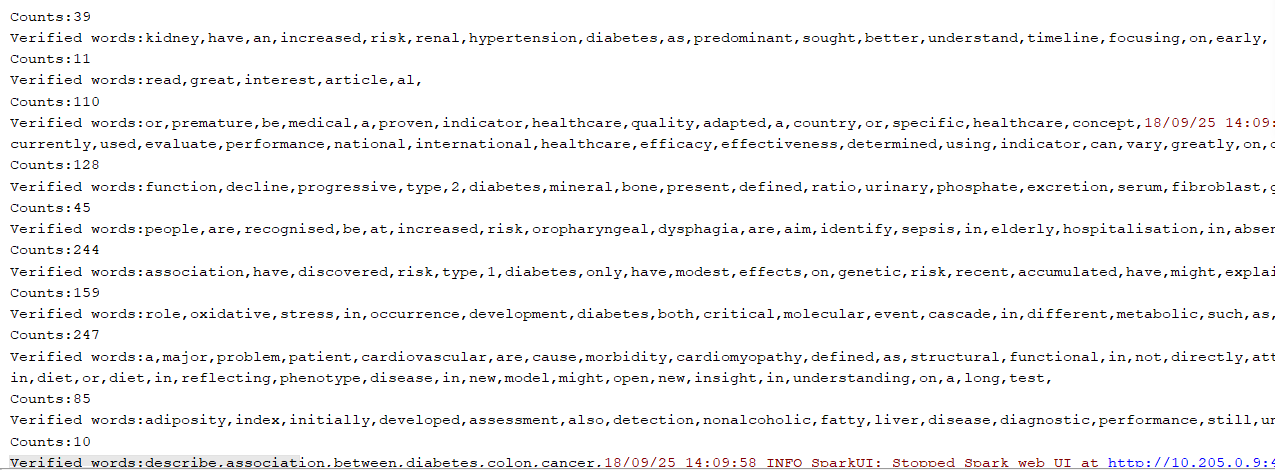 Counts:39
Verified words:kidney,have,an,increased,risk,renal,hypertension,diabetes,as,predominant,sought,better,understand,timeline,focusing,on,early,
Counts:11
Verified words:read,great,interest,article,al,
Counts:110
Verified words:or,premature,be,medical,a,proven,indicator,healthcare,quality,adapted,a,country,or,specific,healthcare,concept,18/09/25 14:09:
currently,used,evaluate,performance,national,international,healthcare,efficacy,effectiveness,determined,using,indicator,can,vary,greatly,on,
Counts:128
Verified words:function,decline,progressive,type,2,diabetes,mineral,bone,present,defined,ratio,urinary,phosphate,excretion,serum,fibroblast,
Counts:45
Verified words:people,are,recognised,be,at,increased,risk,oropharyngeal,dysphagia,are,aim,identify,sepsis,in,elderly,hospitalisation,in,absen
Counts:244
Verified words:association,have,discovered,risk,type,1,diabetes,only,have,modest,effects,on,genetic,risk,recent,accumulated,have,might,explai
Counts:159
Verified words:role,oxidative,stress,in,occurrence,development,diabetes,both,critical,molecular,event,cascade,in,different,metabolic,such,as,
Counts:247
Verified words:a,major,problem,patient,cardiovascular,are,cause,morbidity,cardiomyopathy,defined,as,structural,functional,in,not,directly,att
in,diet,or,diet,in,reflecting,phenotype,disease,in,new,model,might,open,new,insight,in,understanding,on,a,long,test,
Counts:85
Verified words:adiposity,index,initially,developed,assessment,also,detection,nonalcoholic,fatty,liver,disease,diagnostic,performance,still,un
Counts:10
Verified words:describe,association,between,diabetes,colon,cancer,18/09/25 14:09:58 INFO SparkUI: Stopped Spark web UI at http://10.205.0.9:4